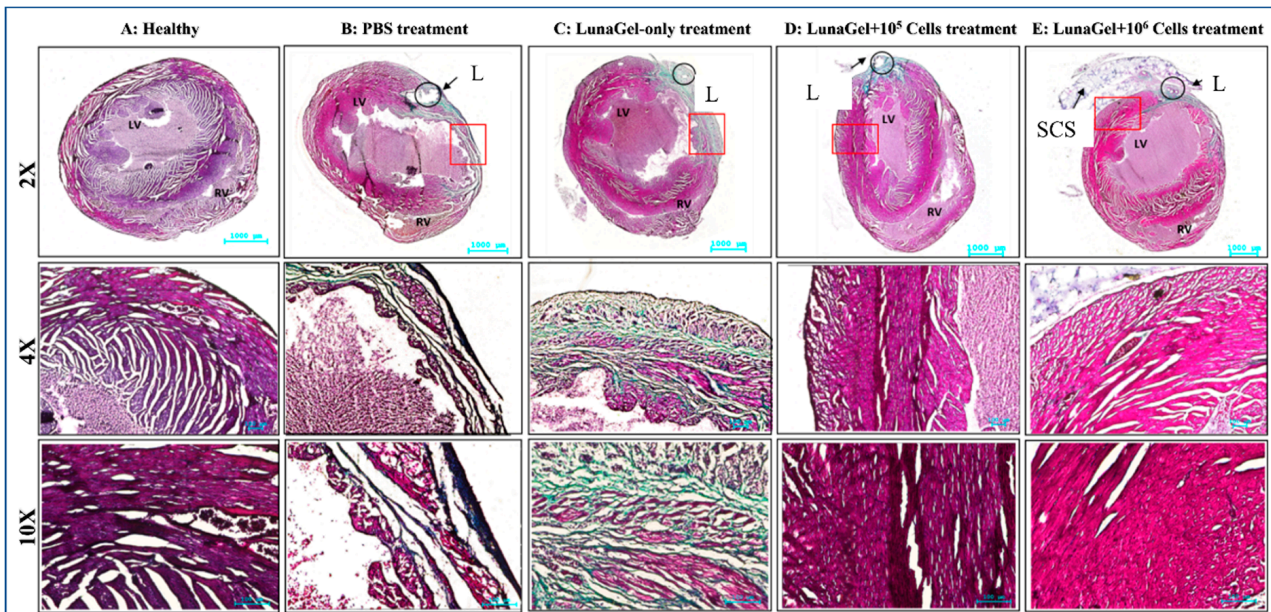 A: Healthy
B: PBS treatment
C: LunaGel-only treatment
D: LunaGel+10⁵ Cells treatment
E: LunaGel+10⁶ Cells treatment
2X
LV
RV
1000 µm
L
LV
RV
1000 µm
L
LV
RV
1000 µm
L
LV
RV
1000 µm
L
SCS
LV
RV
1000 µm
4X
10X
100 µm